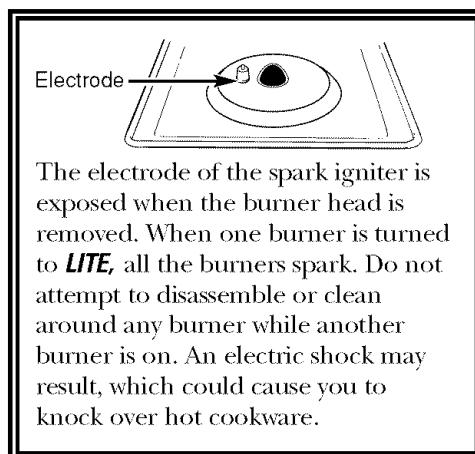 Electrode
The electrode of the spark igniter is
exposed when the burner head is
removed. When one burner is turned
to LITE, all the burners spark. Do not
attempt to disassemble or clean
around any burner while another
burner is on. An electric shock may
result, which could cause you to
knock over hot cookware.